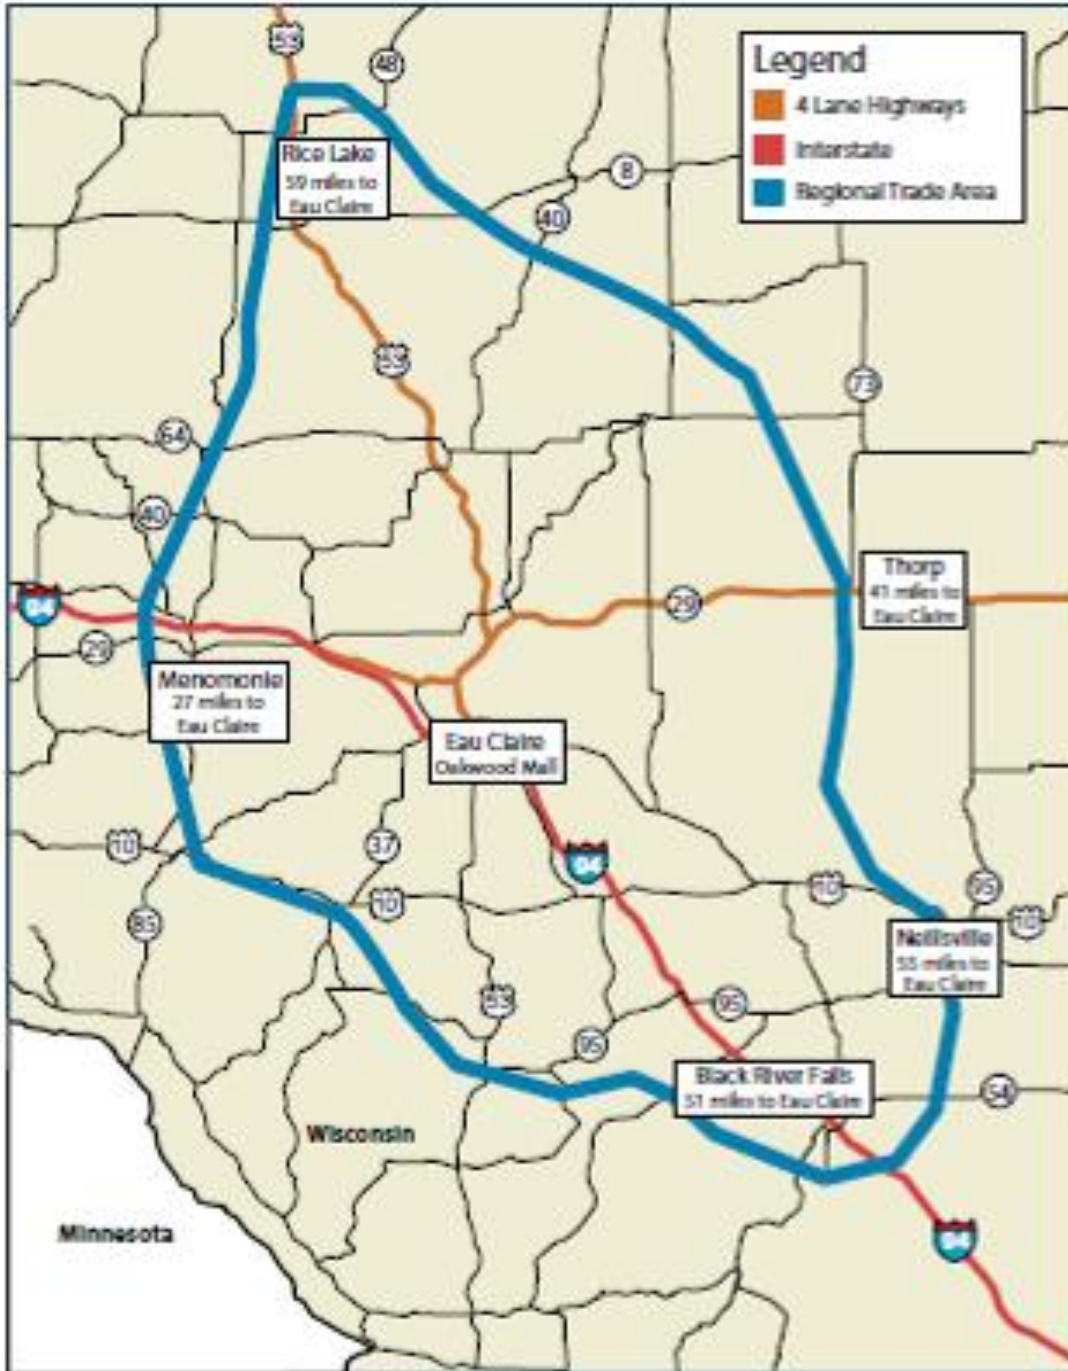 53
48
Legend
4 Lane Highways
Interstate
Regional Trade Area
Rice Lake
59 miles to
Eau Claire
8
40
53
73
64
40
94
29
29
Thorp
41 miles to
Eau Claire
Menomonie
27 miles to
Eau Claire
Eau Claire
Oakwood Mall
10
37
94
10
10
95
10
85
Neillsville
55 miles to
Eau Claire
53
95
95
Black River Falls
51 miles to Eau Claire
54
Wisconsin
Minnesota
94